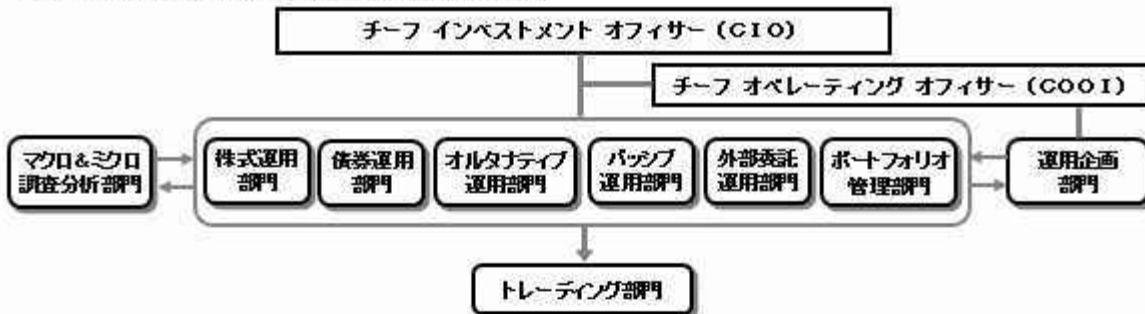 チーフ インベストメント オフィサー (CIO)
チーフ オペレーティング オフィサー (COOI)
マクロ&ミクロ
調査分析部門
株式運用
部門
債券運用
部門
オルタナティブ
運用部門
パッシブ
運用部門
外部委託
運用部門
ポートフォリオ
管理部門
運用企画
部門
トレーディング部門